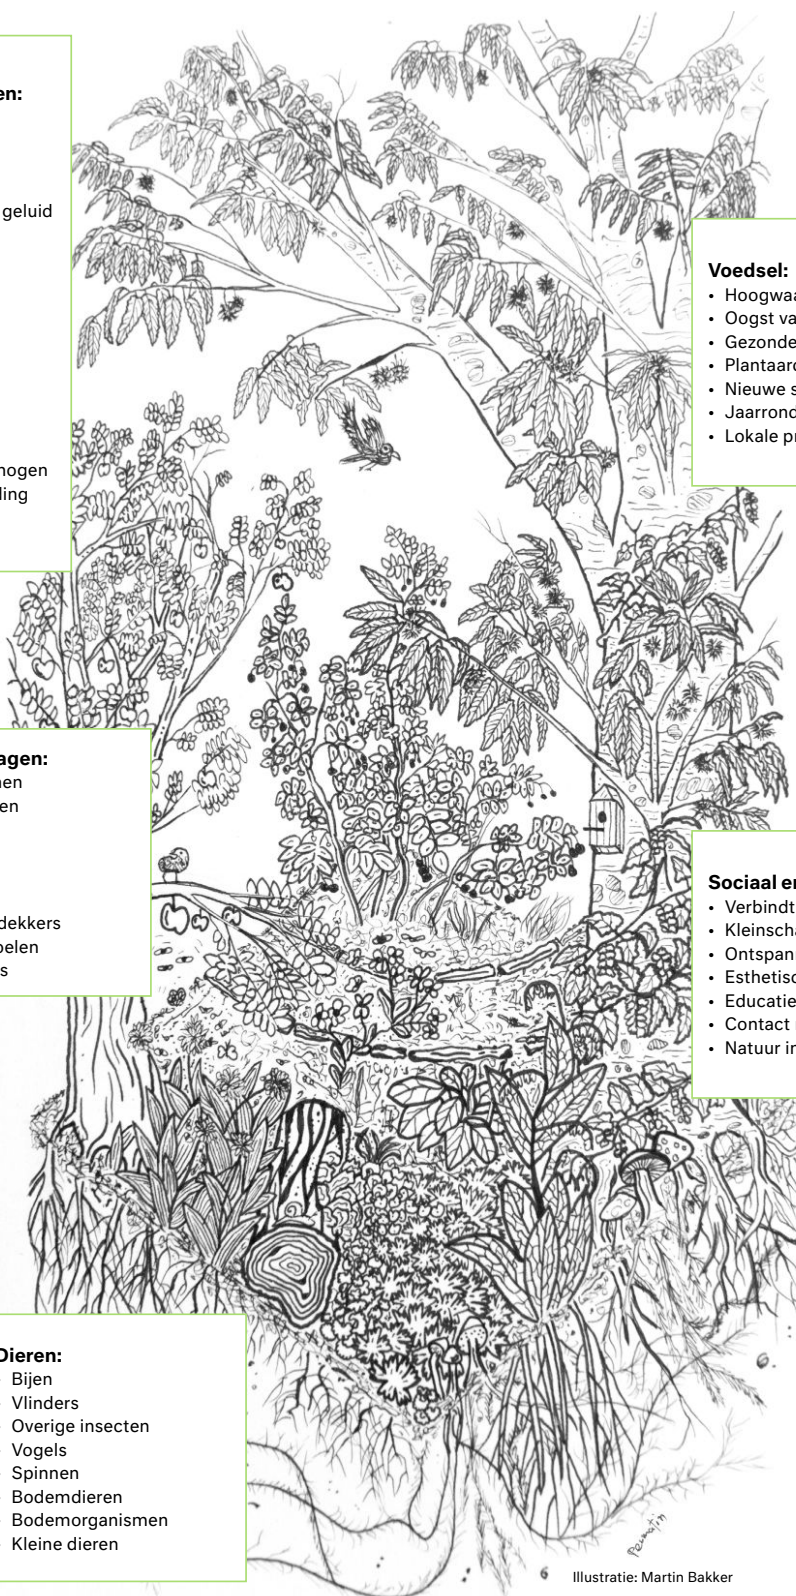 en:
geluid
nogen
ling
Voedsel:
• Hoogwaa
• Oogst va
• Gezonde
• Plantaard
• Nieuwe s
• Jaarrond
• Lokale pr
agen:
nen
en
dekkers
oelen
s
Sociaal en
• Verbindt
• Kleinscha
• Ontspan
• Esthetisc
• Educatie
• Contact
• Natuur in
Dieren:
Bijen
Vlinders
Overige insecten
Vogels
Spinnen
Bodemdieren
Bodemorganismen
Kleine dieren
Illustratie: Martin Bakker